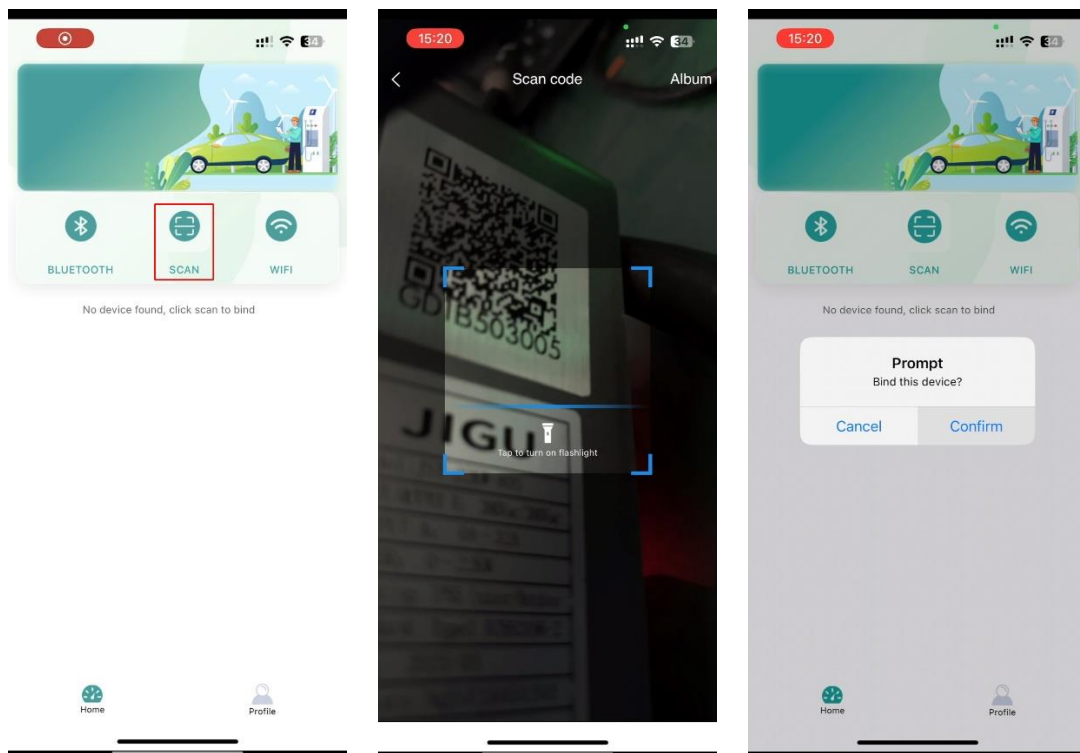 34
BLUETOOTH
SCAN
WIFI
No device found, click scan to bind
Home
Profile
15:20
34
Scan code
Album
GDIB503005
JIGU
Tap to turn on flashlight
15:20
34
BLUETOOTH
SCAN
WIFI
No device found, click scan to bind
Prompt
Bind this device?
Cancel
Confirm
Home
Profile